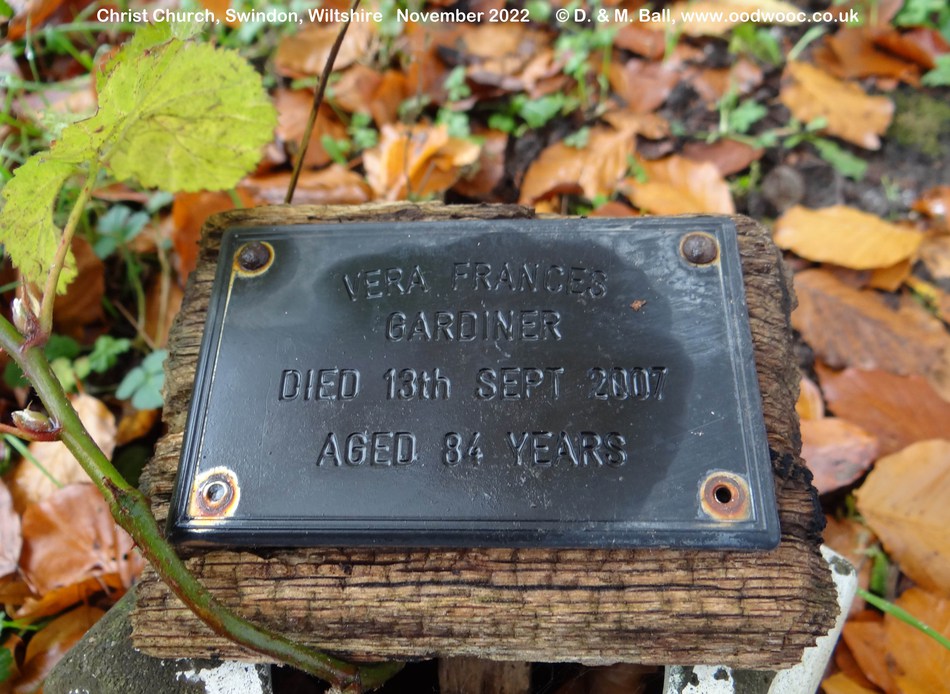 Christ Church, Swindon, Wiltshire November 2022 © D. & M. Ball, www.oodwooc.co.uk
VERA FRANCES
GARDINER
DIED 13th SEPT 2007
AGED 84 YEARS